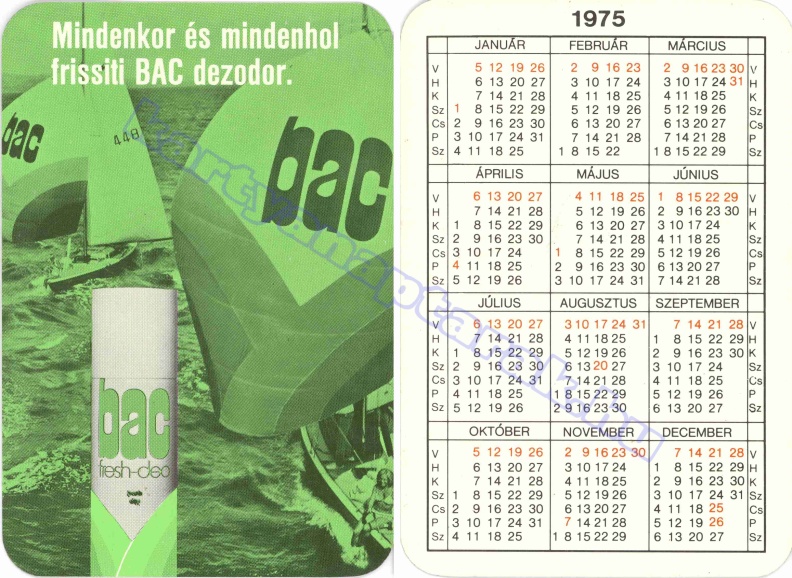 Mindenkor és mindenhol
frissiti BAC dezodor.
bac
448
bac
bac
fresh-deo
kartyanaptarak.hu
1975
JANUÁR FEBRUÁR MÁRCIUS
V 5 12 19 26 2 9 16 23 2 9 16 23 30 V
H 6 13 20 27 3 10 17 24 3 10 17 24 31 H
K 7 14 21 28 4 11 18 25 4 11 18 25 K
Sz 1 8 15 22 29 5 12 19 26 5 12 19 26 Sz
Cs 2 9 16 23 30 6 13 20 27 6 13 20 27 Cs
P 3 10 17 24 31 7 14 21 28 7 14 21 28 P
Sz 4 11 18 25 1 8 15 22 1 8 15 22 29 Sz
ÁPRILIS MÁJUS JÚNIUS
V 6 13 20 27 4 11 18 25 1 8 15 22 29 V
H 7 14 21 28 5 12 19 26 2 9 16 23 30 H
K 1 8 15 22 29 6 13 20 27 3 10 17 24 K
Sz 2 9 16 23 30 7 14 21 28 4 11 18 25 Sz
Cs 3 10 17 24 1 8 15 22 29 5 12 19 26 Cs
P 4 11 18 25 2 9 16 23 30 6 13 20 27 P
Sz 5 12 19 26 3 10 17 24 31 7 14 21 28 Sz
JÚLIUS AUGUSZTUS SZEPTEMBER
V 6 13 20 27 3 10 17 24 31 7 14 21 28 V
H 7 14 21 28 4 11 18 25 1 8 15 22 29 H
K 1 8 15 22 29 5 12 19 26 2 9 16 23 30 K
Sz 2 9 16 23 30 6 13 20 27 3 10 17 24 Sz
Cs 3 10 17 24 31 7 14 21 28 4 11 18 25 Cs
P 4 11 18 25 1 8 15 22 29 5 12 19 26 P
Sz 5 12 19 26 2 9 16 23 30 6 13 20 27 Sz
OKTÓBER NOVEMBER DECEMBER
V 5 12 19 26 2 9 16 23 30 7 14 21 28 V
H 6 13 20 27 3 10 17 24 1 8 15 22 29 H
K 7 14 21 28 4 11 18 25 2 9 16 23 30 K
Sz 1 8 15 22 29 5 12 19 26 3 10 17 24 31 Sz
Cs 2 9 16 23 30 6 13 20 27 4 11 18 25 Cs
P 3 10 17 24 31 7 14 21 28 5 12 19 26 P
Sz 4 11 18 25 1 8 15 22 29 6 13 20 27 Sz